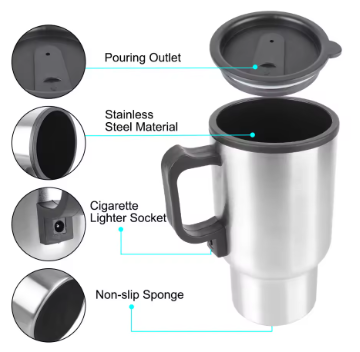 Pouring Outlet
Stainless
Steel Material
Cigarette
Lighter Socket
Non-slip Sponge